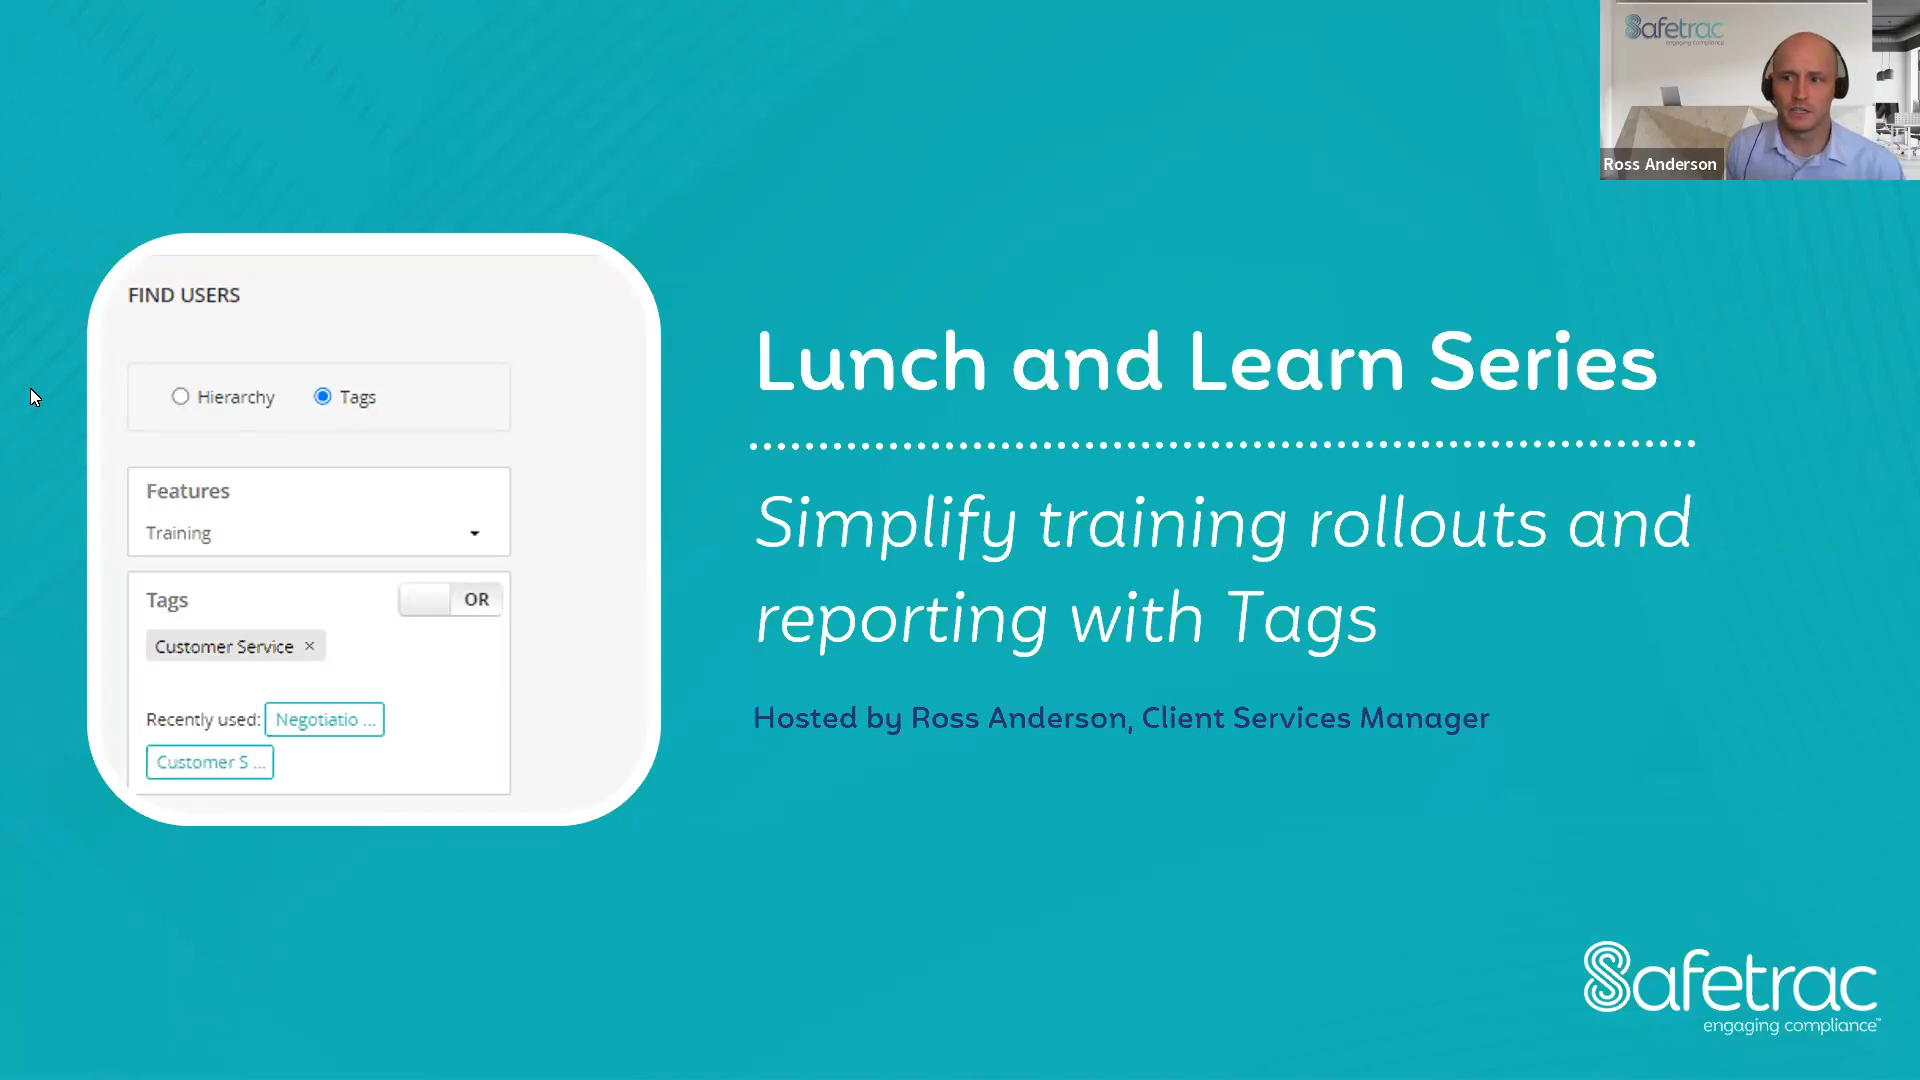 Safetrac
engaging compliance
Ross Anderson
FIND USERS
Hierarchy Tags
Features
Training
Tags OR
Customer Service ×
Recently used: Negotiatio ...
Customer S ...
Lunch and Learn Series
Simplify training rollouts and
reporting with Tags
Hosted by Ross Anderson, Client Services Manager
Safetrac
engaging compliance™